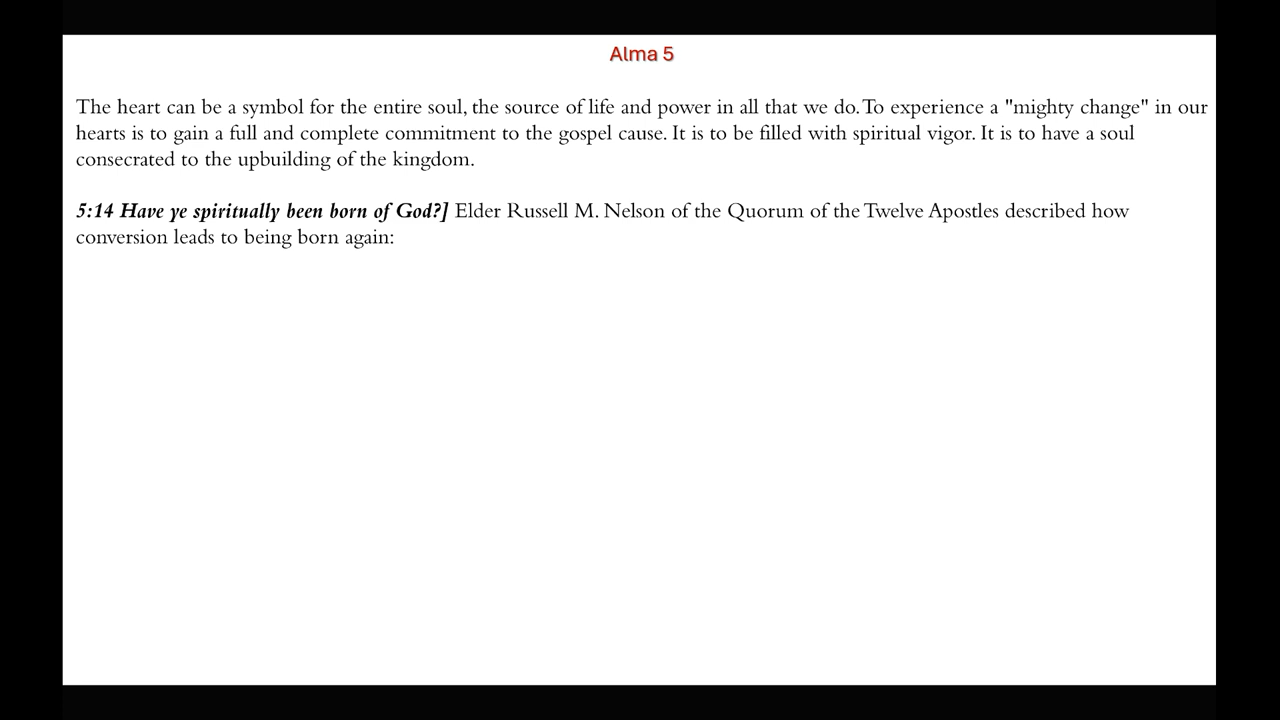 Alma 5
The heart can be a symbol for the entire soul, the source of life and power in all that we do. To experience a "mighty change" in our
hearts is to gain a full and complete commitment to the gospel cause. It is to be filled with spiritual vigor. It is to have a soul
consecrated to the upbuilding of the kingdom.
5:14 Have ye spiritually been born of God?] Elder Russell M. Nelson of the Quorum of the Twelve Apostles described how
conversion leads to being born again: